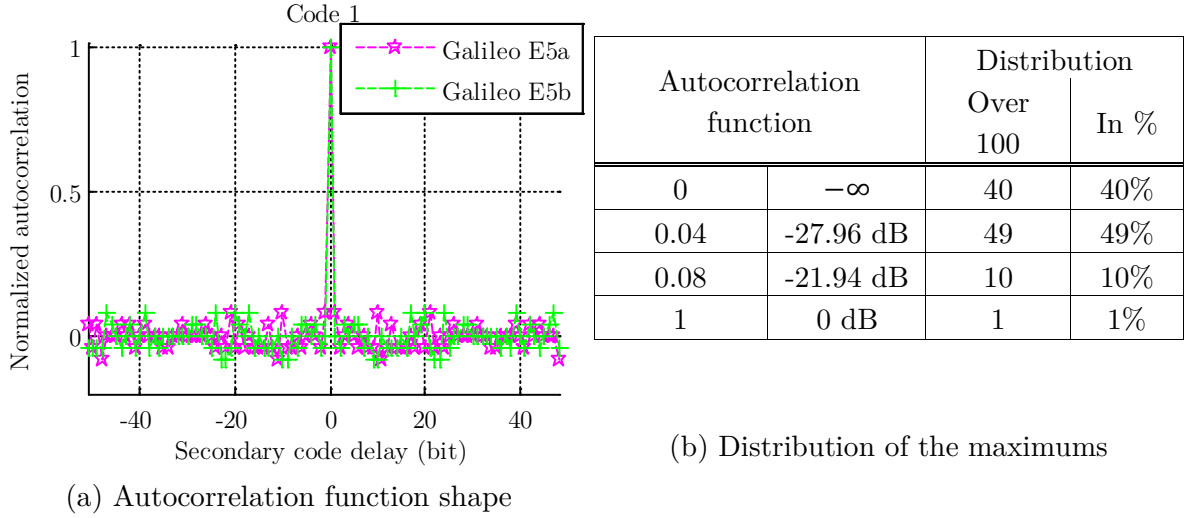 Code 1
Normalized autocorrelation
1
0.5
0
-40
-20
0
20
40
Secondary code delay (bit)
Galileo E5a
Galileo E5b
(a) Autocorrelation function shape
Autocorrelation
function
Distribution
Over
100
In %
0 −∞ 40 40%
0.04 -27.96 dB 49 49%
0.08 -21.94 dB 10 10%
1 0 dB 1 1%
(b) Distribution of the maximums